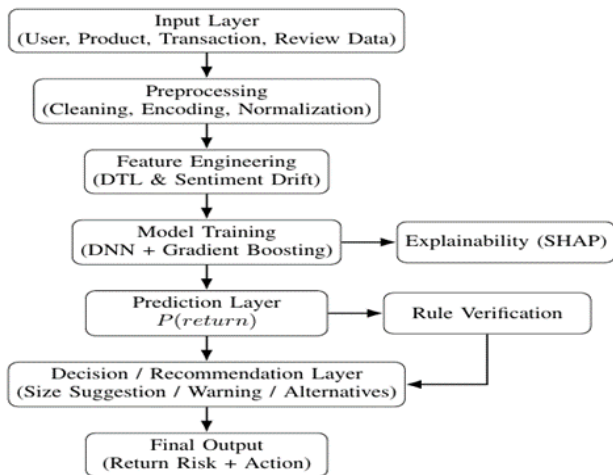 Input Layer
(User, Product, Transaction, Review Data)
Preprocessing
(Cleaning, Encoding, Normalization)
Feature Engineering
(DTL & Sentiment Drift)
Model Training
(DNN + Gradient Boosting)
Explainability (SHAP)
Prediction Layer
P(return)
Rule Verification
Decision / Recommendation Layer
(Size Suggestion / Warning / Alternatives)
Final Output
(Return Risk + Action)